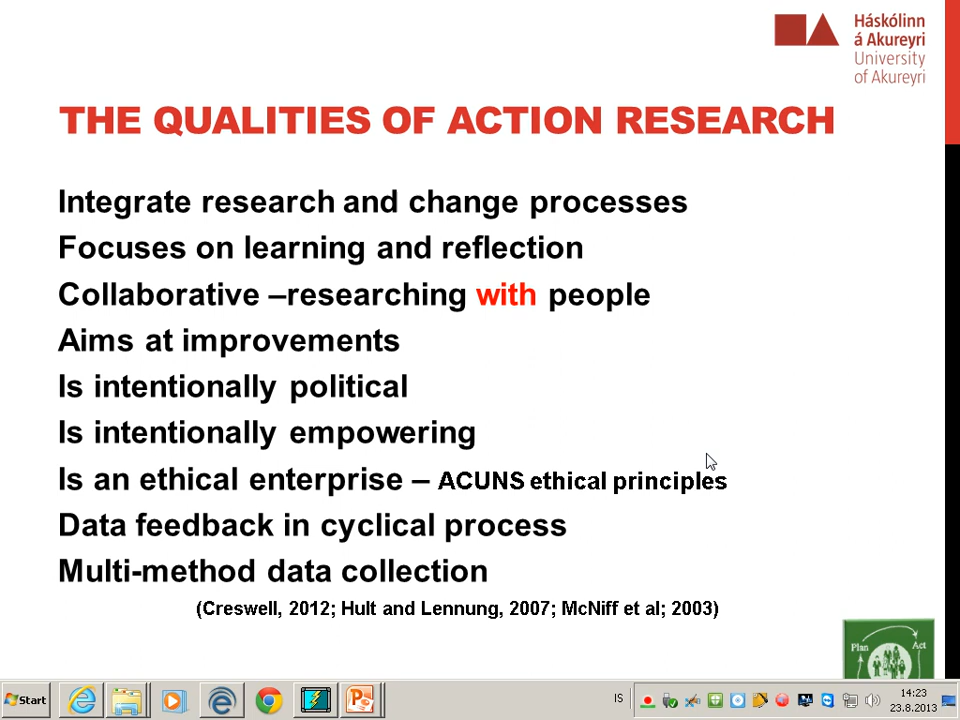 Háskólinn
á Akureyri
University
of Akureyri
THE QUALITIES OF ACTION RESEARCH
Integrate research and change processes
Focuses on learning and reflection
Collaborative –researching with people
Aims at improvements
Is intentionally political
Is intentionally empowering
Is an ethical enterprise – ACUNS ethical principles
Data feedback in cyclical process
Multi-method data collection
(Creswell, 2012; Hult and Lennung, 2007; McNiff et al; 2003)
Plan Act
Start
IS
14:23
23.8.2013